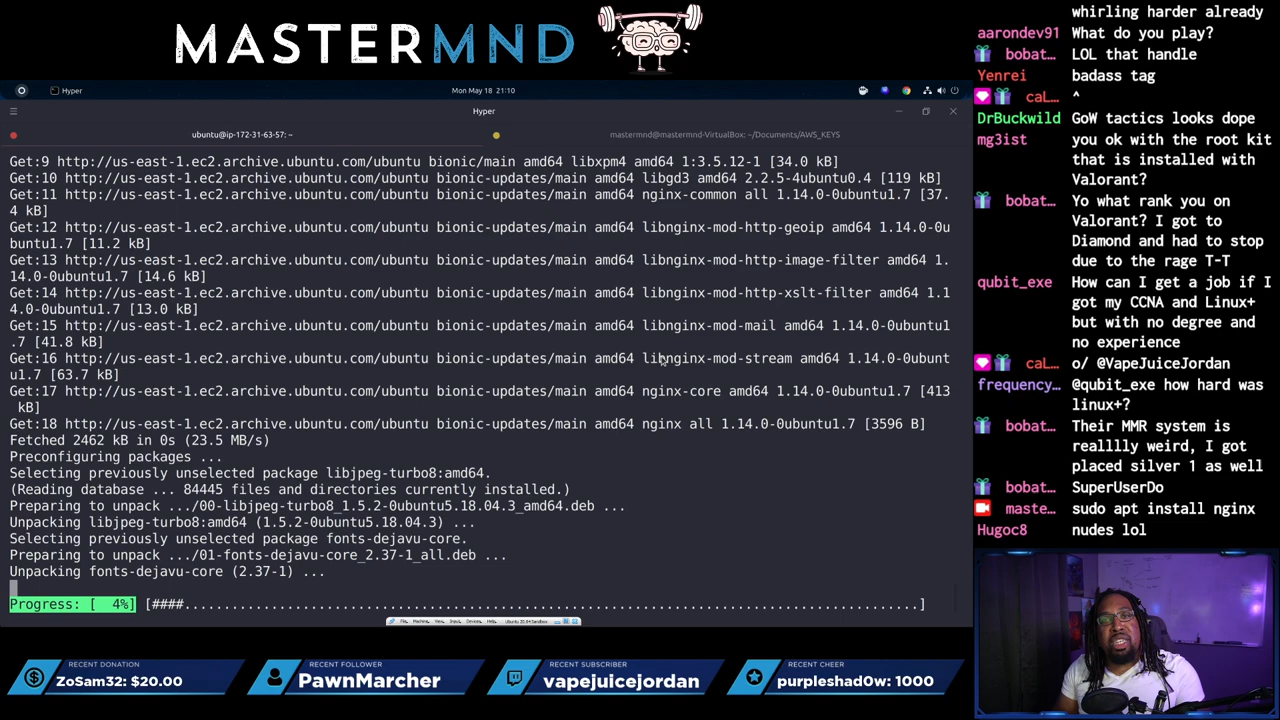 MASTERMND
Hyper
Mon May 18 21:10
Hyper
ubuntu@ip-172-31-63-57: ~
mastermnd@mastermnd-VirtualBox: ~/Documents/AWS_KEYS
Get:9 http://us-east-1.ec2.archive.ubuntu.com/ubuntu bionic/main amd64 libxpm4 amd64 1:3.5.12-1 [34.0 kB]
Get:10 http://us-east-1.ec2.archive.ubuntu.com/ubuntu bionic-updates/main amd64 libgd3 amd64 2.2.5-4ubuntu0.4 [119 kB]
Get:11 http://us-east-1.ec2.archive.ubuntu.com/ubuntu bionic-updates/main amd64 nginx-common all 1.14.0-0ubuntu1.7 [37.
4 kB]
Get:12 http://us-east-1.ec2.archive.ubuntu.com/ubuntu bionic-updates/main amd64 libnginx-mod-http-geoip amd64 1.14.0-0u
buntu1.7 [11.2 kB]
Get:13 http://us-east-1.ec2.archive.ubuntu.com/ubuntu bionic-updates/main amd64 libnginx-mod-http-image-filter amd64 1.
14.0-0ubuntu1.7 [14.6 kB]
Get:14 http://us-east-1.ec2.archive.ubuntu.com/ubuntu bionic-updates/main amd64 libnginx-mod-http-xslt-filter amd64 1.1
4.0-0ubuntu1.7 [13.0 kB]
Get:15 http://us-east-1.ec2.archive.ubuntu.com/ubuntu bionic-updates/main amd64 libnginx-mod-mail amd64 1.14.0-0ubuntu1
.7 [41.8 kB]
Get:16 http://us-east-1.ec2.archive.ubuntu.com/ubuntu bionic-updates/main amd64 libnginx-mod-stream amd64 1.14.0-0ubunt
u1.7 [63.7 kB]
Get:17 http://us-east-1.ec2.archive.ubuntu.com/ubuntu bionic-updates/main amd64 nginx-core amd64 1.14.0-0ubuntu1.7 [413
kB]
Get:18 http://us-east-1.ec2.archive.ubuntu.com/ubuntu bionic-updates/main amd64 nginx all 1.14.0-0ubuntu1.7 [3596 B]
Fetched 2462 kB in 0s (23.5 MB/s)
Preconfiguring packages ...
Selecting previously unselected package libjpeg-turbo8:amd64.
(Reading database ... 84445 files and directories currently installed.)
Preparing to unpack .../00-libjpeg-turbo8_1.5.2-0ubuntu5.18.04.3_amd64.deb ...
Unpacking libjpeg-turbo8:amd64 (1.5.2-0ubuntu5.18.04.3) ...
Selecting previously unselected package fonts-dejavu-core.
Preparing to unpack .../01-fonts-dejavu-core_2.37-1_all.deb ...
Unpacking fonts-dejavu-core (2.37-1) ...
Progress: [  4%] [####..........................................................................................]
File Machine View Input Devices Help Ubuntu 20.04 Sandbox
whirling harder already
aarondev91 What do you play?
bobat… LOL that handle
Yenrei badass tag
caL… ^
DrBuckwild GoW tactics looks dope
mg3ist you ok with the root kit
that is installed with
Valorant?
bobat… Yo what rank you on
Valorant? I got to
Diamond and had to stop
due to the rage T-T
qubit_exe How can I get a job if I
got my CCNA and Linux+
but with no degree and
no experience
caL… o/ @VapeJuiceJordan
frequency… @qubit_exe how hard was
linux+?
bobat… Their MMR system is
realllly weird, I got
placed silver 1 as well
bobat… SuperUserDo
maste… sudo apt install nginx
Hugoc8 nudes lol
RECENT DONATION
ZoSam32: $20.00
RECENT FOLLOWER
PawnMarcher
RECENT SUBSCRIBER
vapejuicejordan
RECENT CHEER
purpleshad0w: 1000